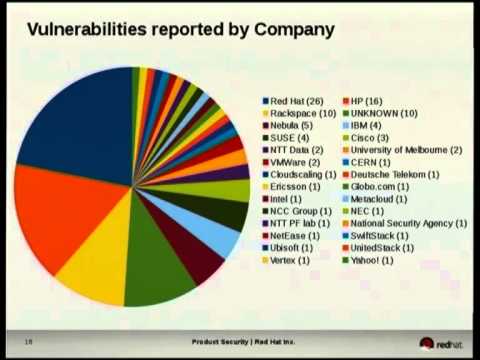 Vulnerabilities reported by Company
Red Hat (26) HP (16)
Rackspace (10) UNKNOWN (10)
Nebula (5) IBM (4)
SUSE (4) Cisco (3)
NTT Data (2) University of Melbourne (2)
VMWare (2) CERN (1)
Cloudscaling (1) Deutsche Telekom (1)
Ericsson (1) Globo.com (1)
Intel (1) Metacloud (1)
NCC Group (1) NEC (1)
NTT PF lab (1) National Security Agency (1)
NetEase (1) SwiftStack (1)
Ubisoft (1) UnitedStack (1)
Vertex (1) Yahoo! (1)
18 Product Security | Red Hat Inc. redhat.